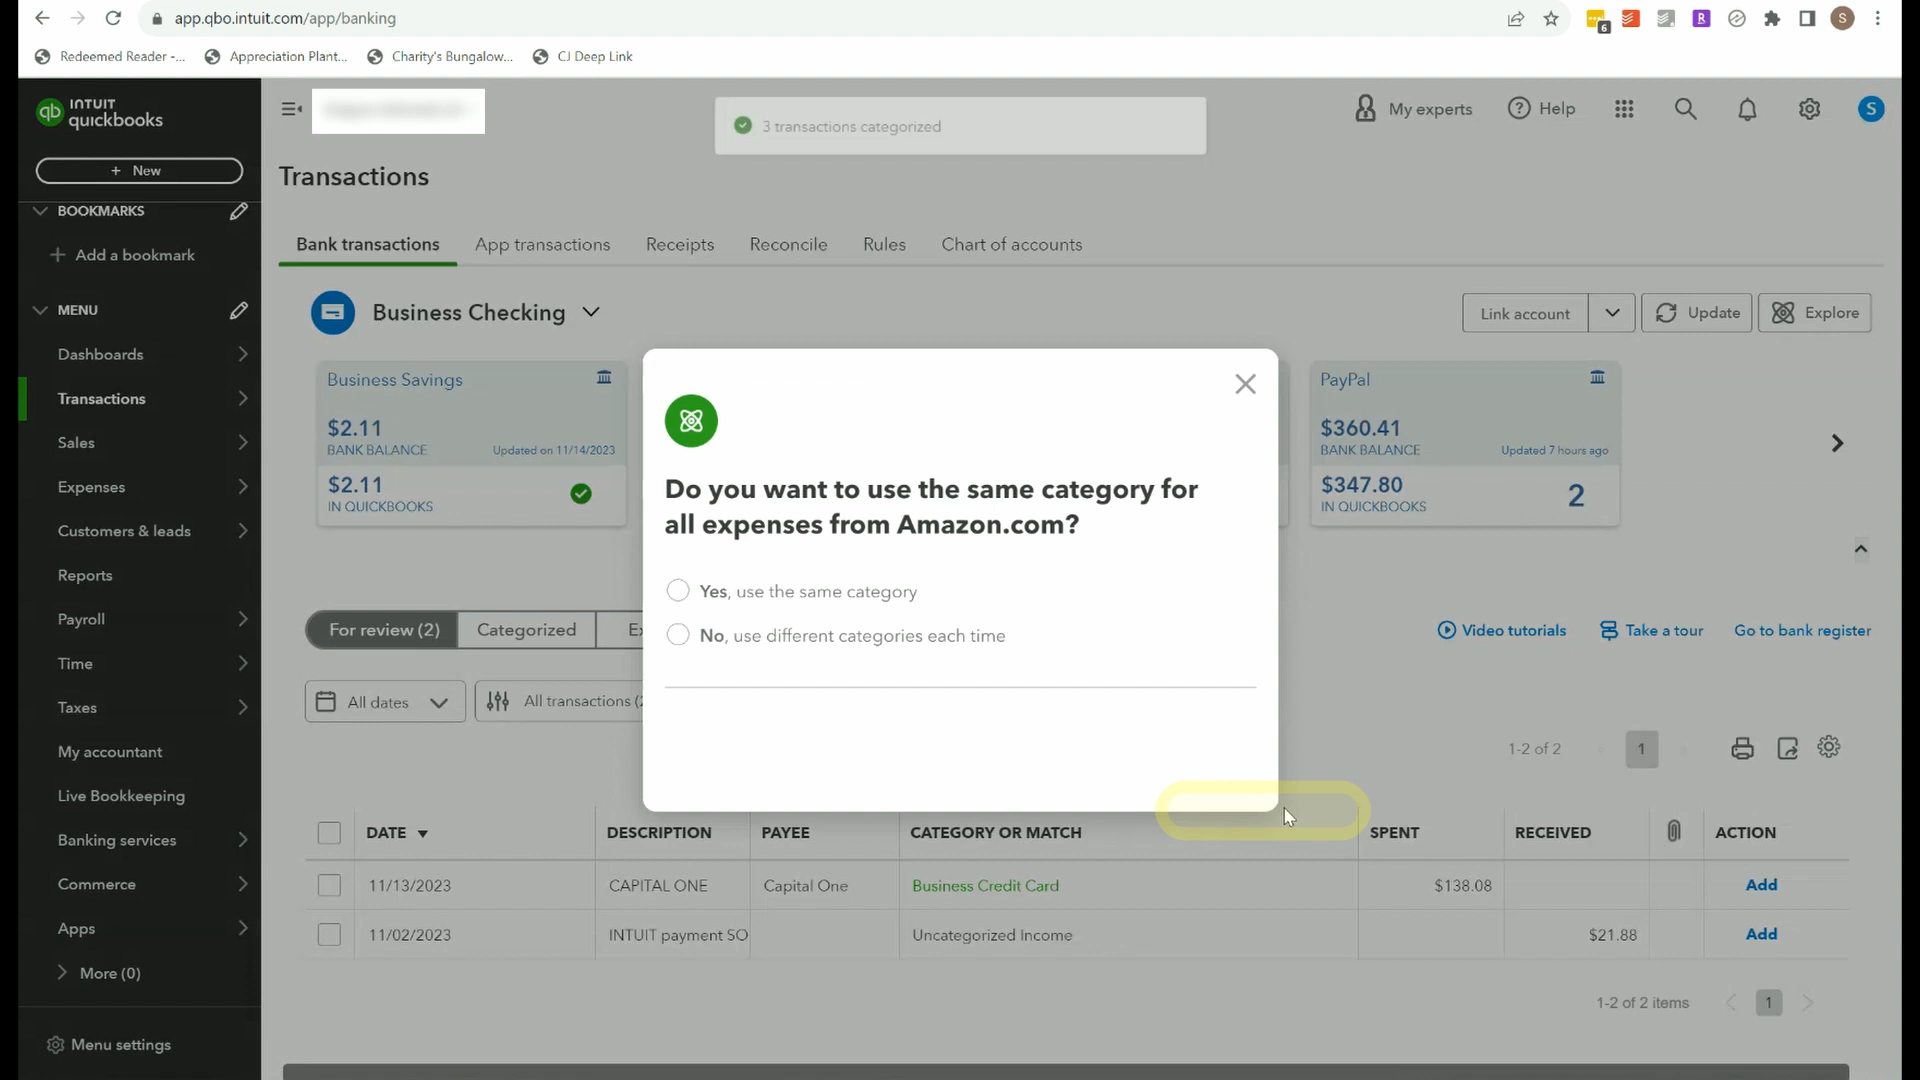 app.qbo.intuit.com/app/banking
6
S
Redeemed Reader -...
Appreciation Plant...
Charity's Bungalow...
CJ Deep Link
INTUIT
quickbooks
3 transactions categorized
My experts
Help
S
+ New
Transactions
BOOKMARKS
Add a bookmark
Bank transactions
App transactions
Receipts
Reconcile
Rules
Chart of accounts
MENU
Business Checking
Link account
Update
Explore
Dashboards
Transactions
Sales
Expenses
Customers & leads
Reports
Payroll
Time
Taxes
My accountant
Live Bookkeeping
Banking services
Commerce
Apps
More (0)
Menu settings
Business Savings
$2.11
BANK BALANCE
Updated on 11/14/2023
$2.11
IN QUICKBOOKS
PayPal
$360.41
BANK BALANCE
Updated 7 hours ago
$347.80
IN QUICKBOOKS
2
Do you want to use the same category for
all expenses from Amazon.com?
Yes, use the same category
No, use different categories each time
For review (2)
Categorized
Video tutorials
Take a tour
Go to bank register
All dates
All transactions
1-2 of 2
1
DATE
DESCRIPTION
PAYEE
CATEGORY OR MATCH
SPENT
RECEIVED
ACTION
11/13/2023
CAPITAL ONE
Capital One
Business Credit Card
$138.08
Add
11/02/2023
INTUIT payment SO
Uncategorized Income
$21.88
Add
1-2 of 2 items
1